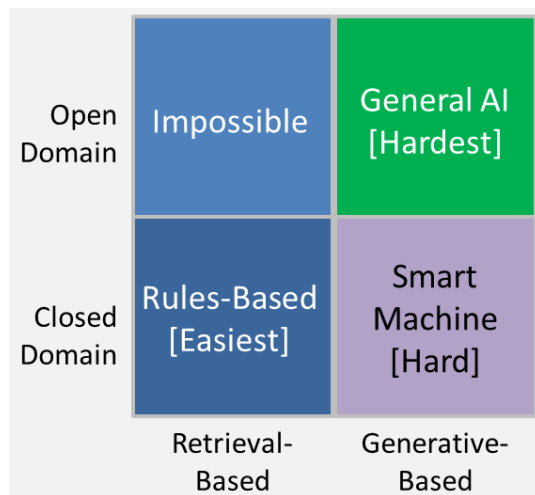 Open
Domain
Impossible
General AI
[Hardest]
Closed
Domain
Rules-Based
[Easiest]
Smart
Machine
[Hard]
Retrieval-
Based
Generative-
Based